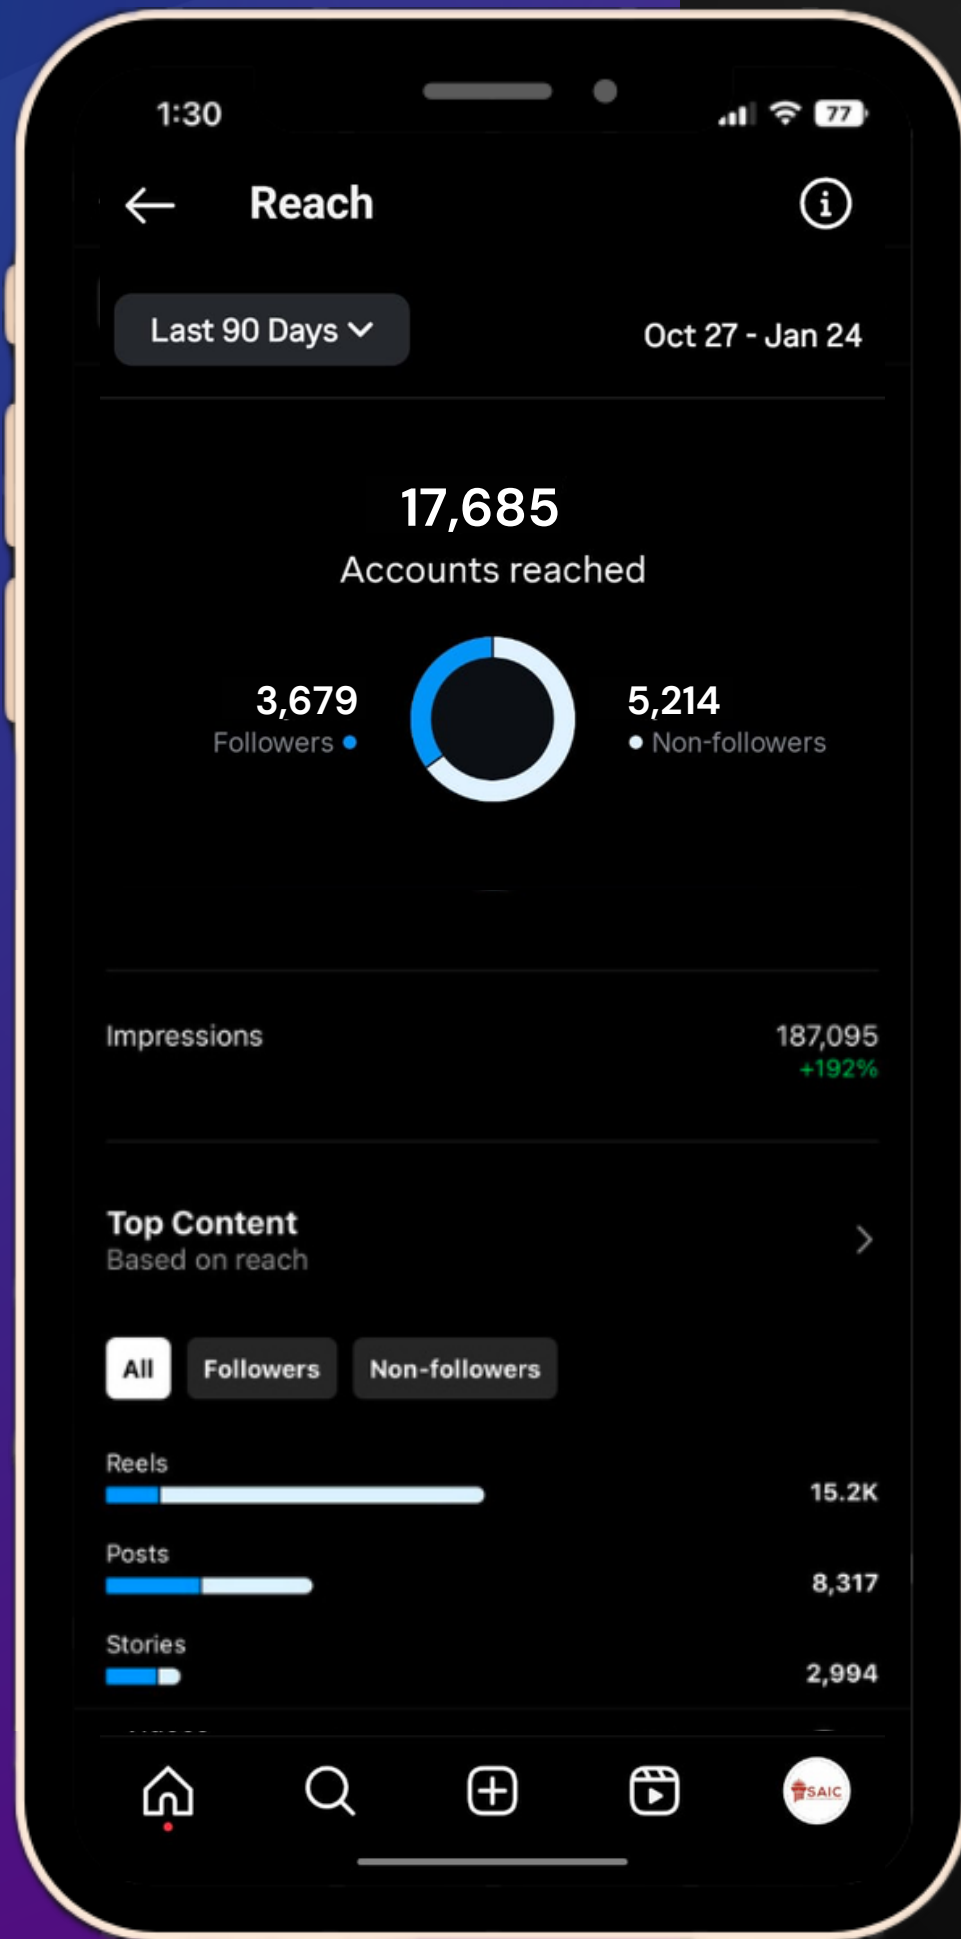 1:30
77
Reach
Last 90 Days
Oct 27 - Jan 24
17,685
Accounts reached
3,679
Followers
5,214
Non-followers
Impressions
187,095
+192%
Top Content
Based on reach
All
Followers
Non-followers
Reels
15.2K
Posts
8,317
Stories
2,994
SAIC